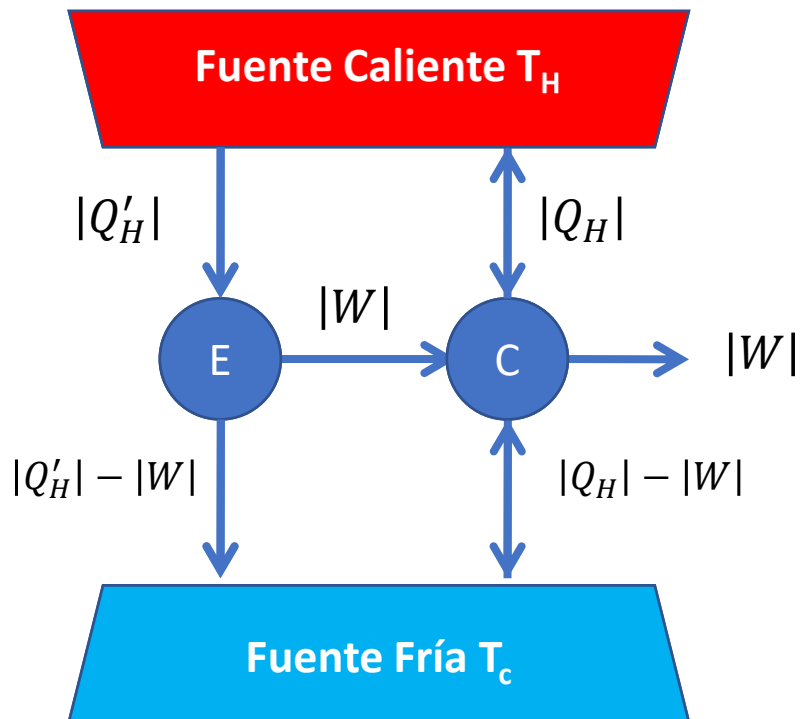 Fuente Caliente T_H
|Q'_H|
|Q_H|
|W|
E
C
|W|
|Q'_H| − |W|
|Q_H| − |W|
Fuente Fría T_c